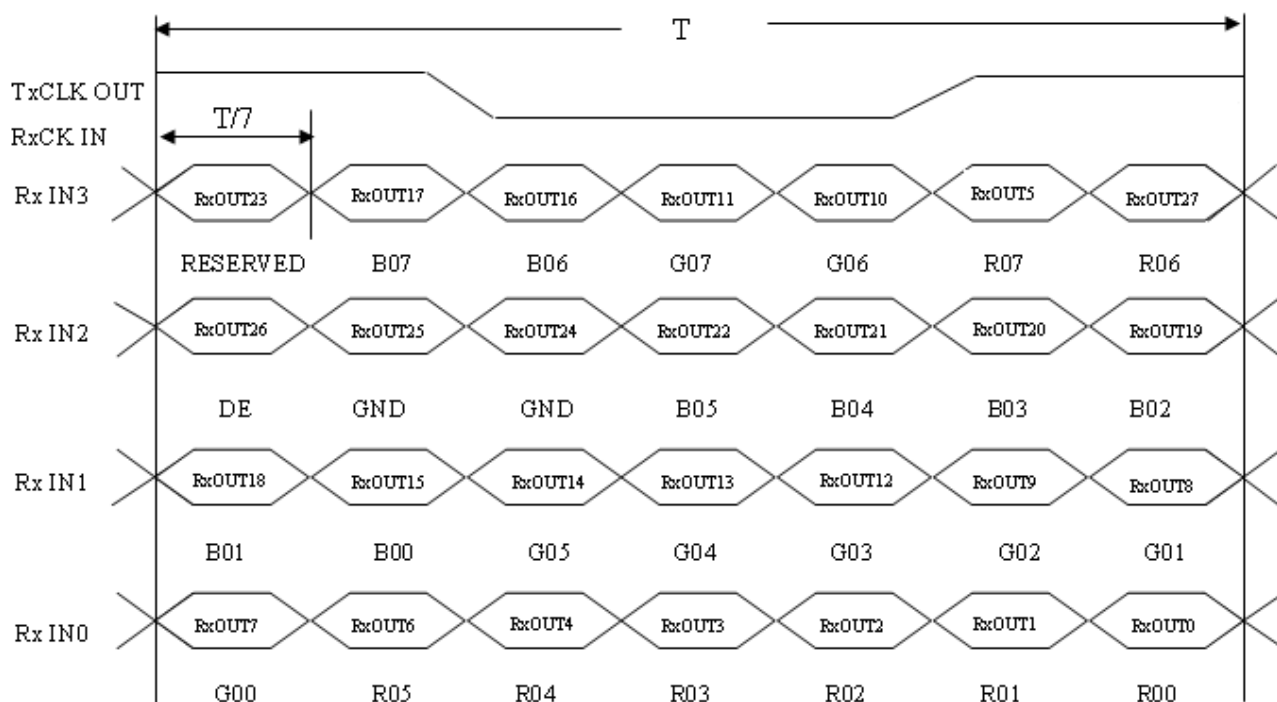 T
TxCLK OUT
T/7
RxCK IN
Rx IN3 RxOUT23 RxOUT17 RxOUT16 RxOUT11 RxOUT10 RxOUT5 RxOUT27
RESERVED B07 B06 G07 G06 R07 R06
Rx IN2 RxOUT26 RxOUT25 RxOUT24 RxOUT22 RxOUT21 RxOUT20 RxOUT19
DE GND GND B05 B04 B03 B02
Rx IN1 RxOUT18 RxOUT15 RxOUT14 RxOUT13 RxOUT12 RxOUT9 RxOUT8
B01 B00 G05 G04 G03 G02 G01
Rx IN0 RxOUT7 RxOUT6 RxOUT4 RxOUT3 RxOUT2 RxOUT1 RxOUT0
G00 R05 R04 R03 R02 R01 R00